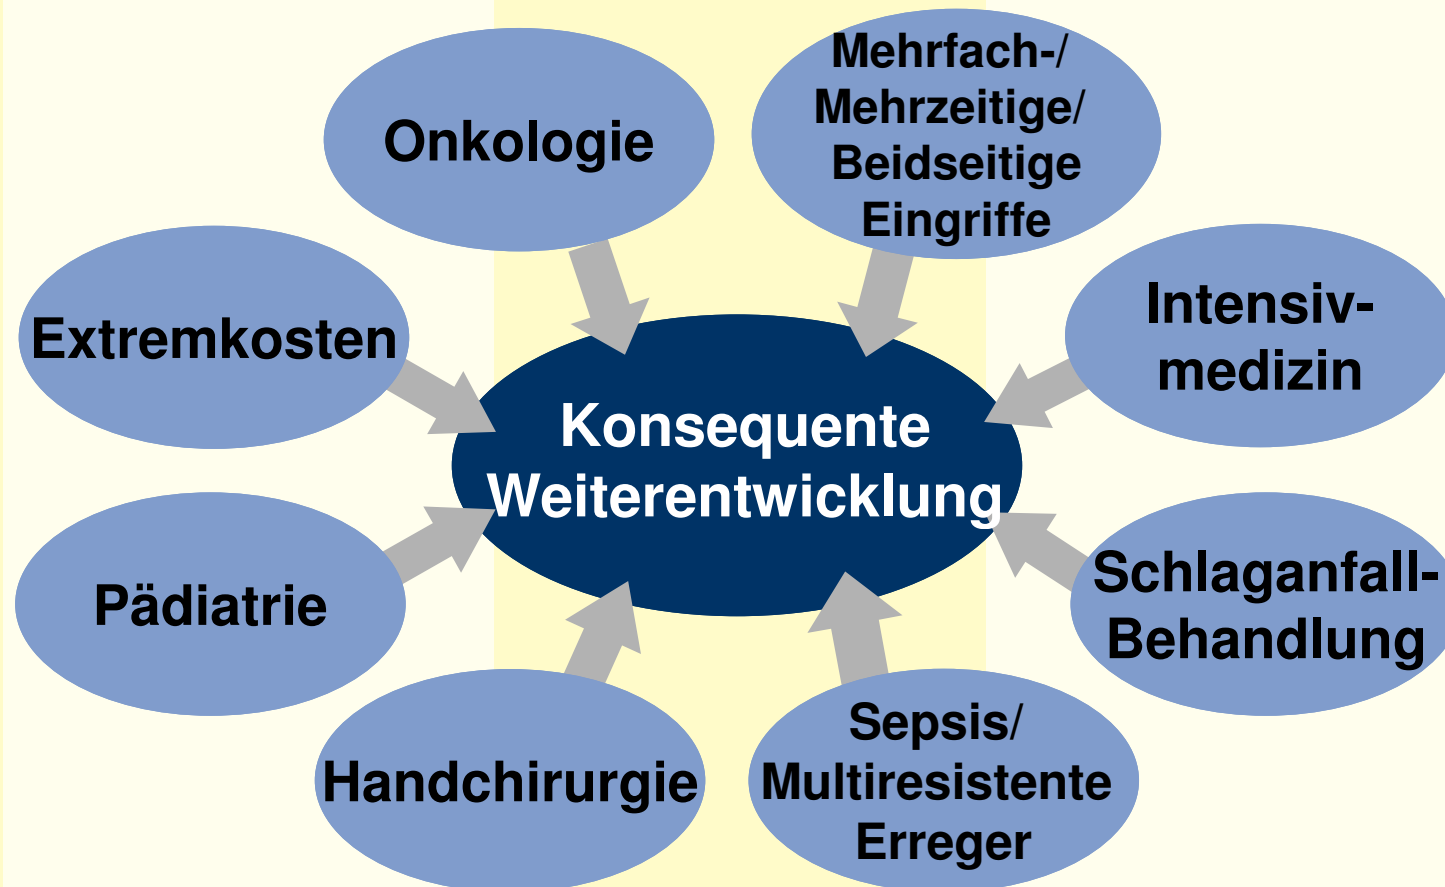 Mehrfach-/
Mehrzeitige/
Beidseitige
Eingriffe
Onkologie
Intensiv-
medizin
Extremkosten
Konsequente
Weiterentwicklung
Schlaganfall-
Behandlung
Pädiatrie
Handchirurgie
Sepsis/
Multiresistente
Erreger